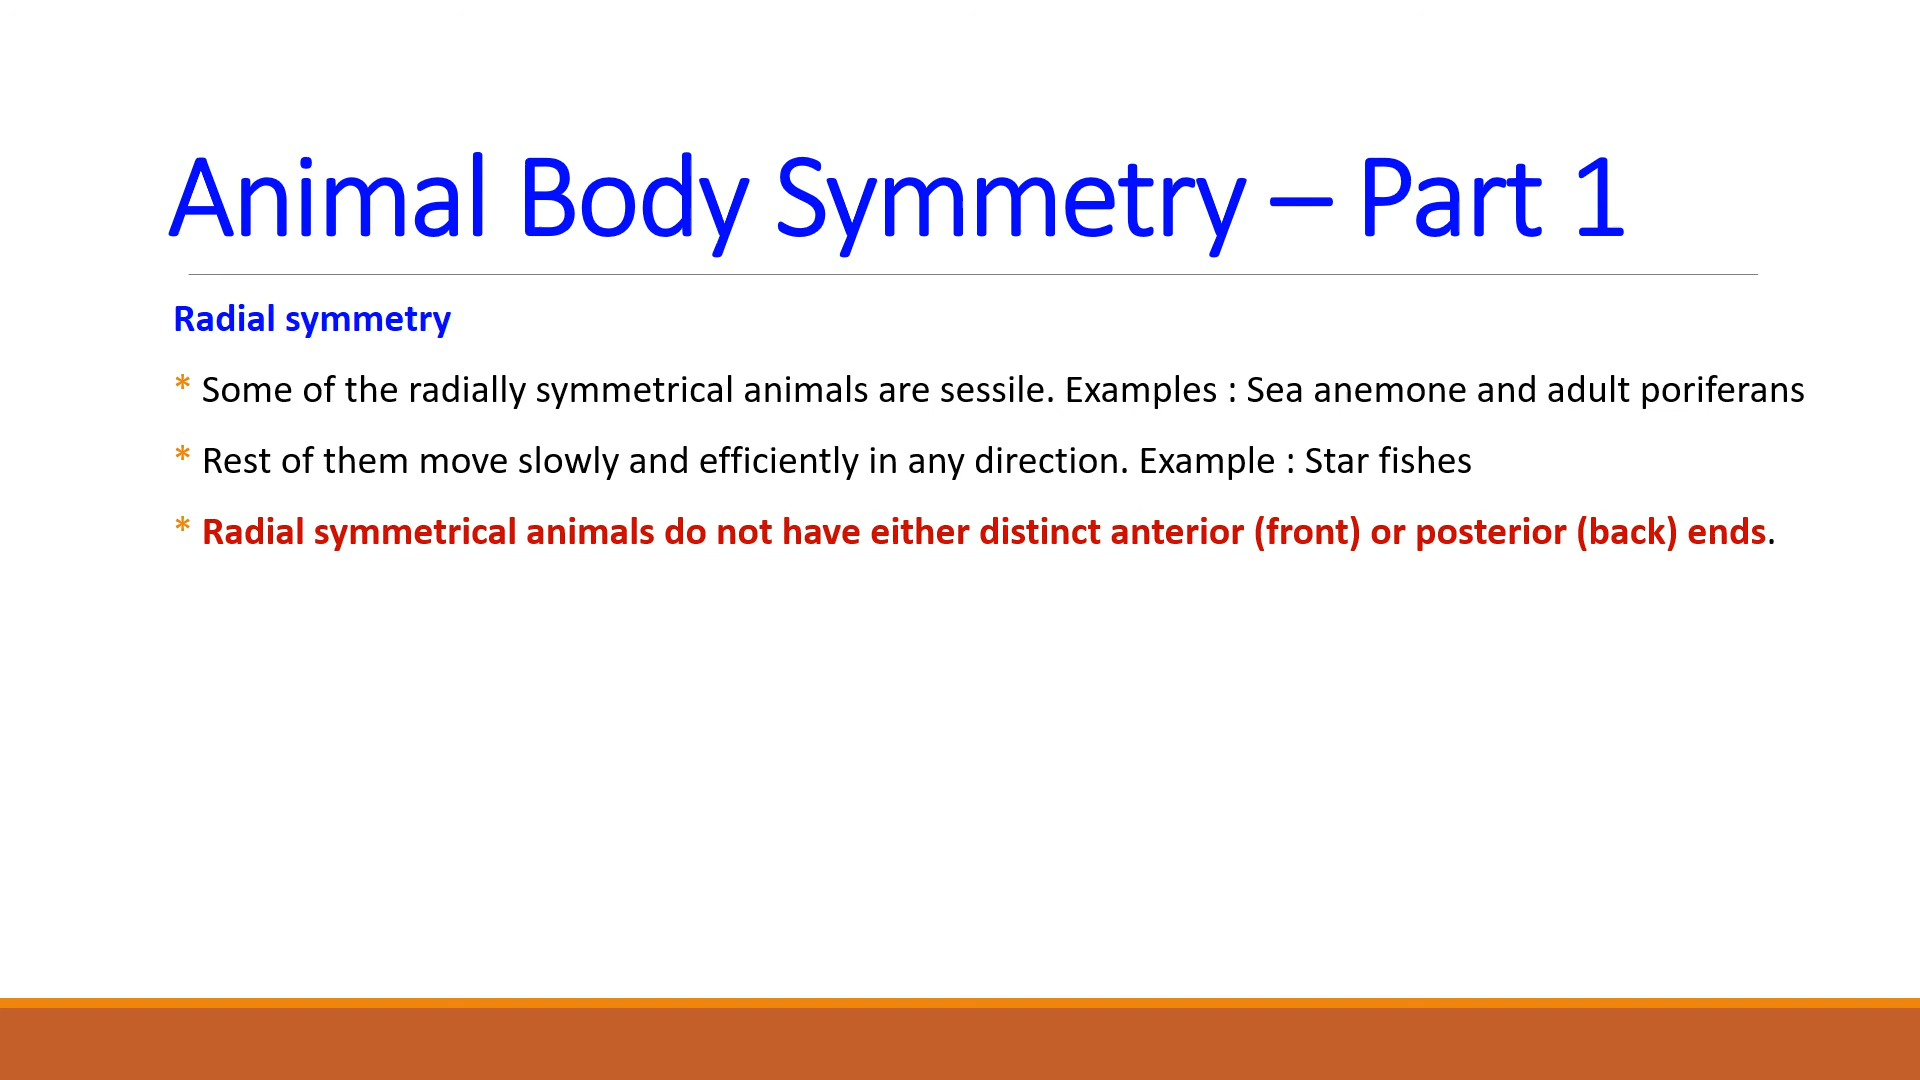 Animal Body Symmetry – Part 1
Radial symmetry
* Some of the radially symmetrical animals are sessile. Examples : Sea anemone and adult poriferans
* Rest of them move slowly and efficiently in any direction. Example : Star fishes
* Radial symmetrical animals do not have either distinct anterior (front) or posterior (back) ends.